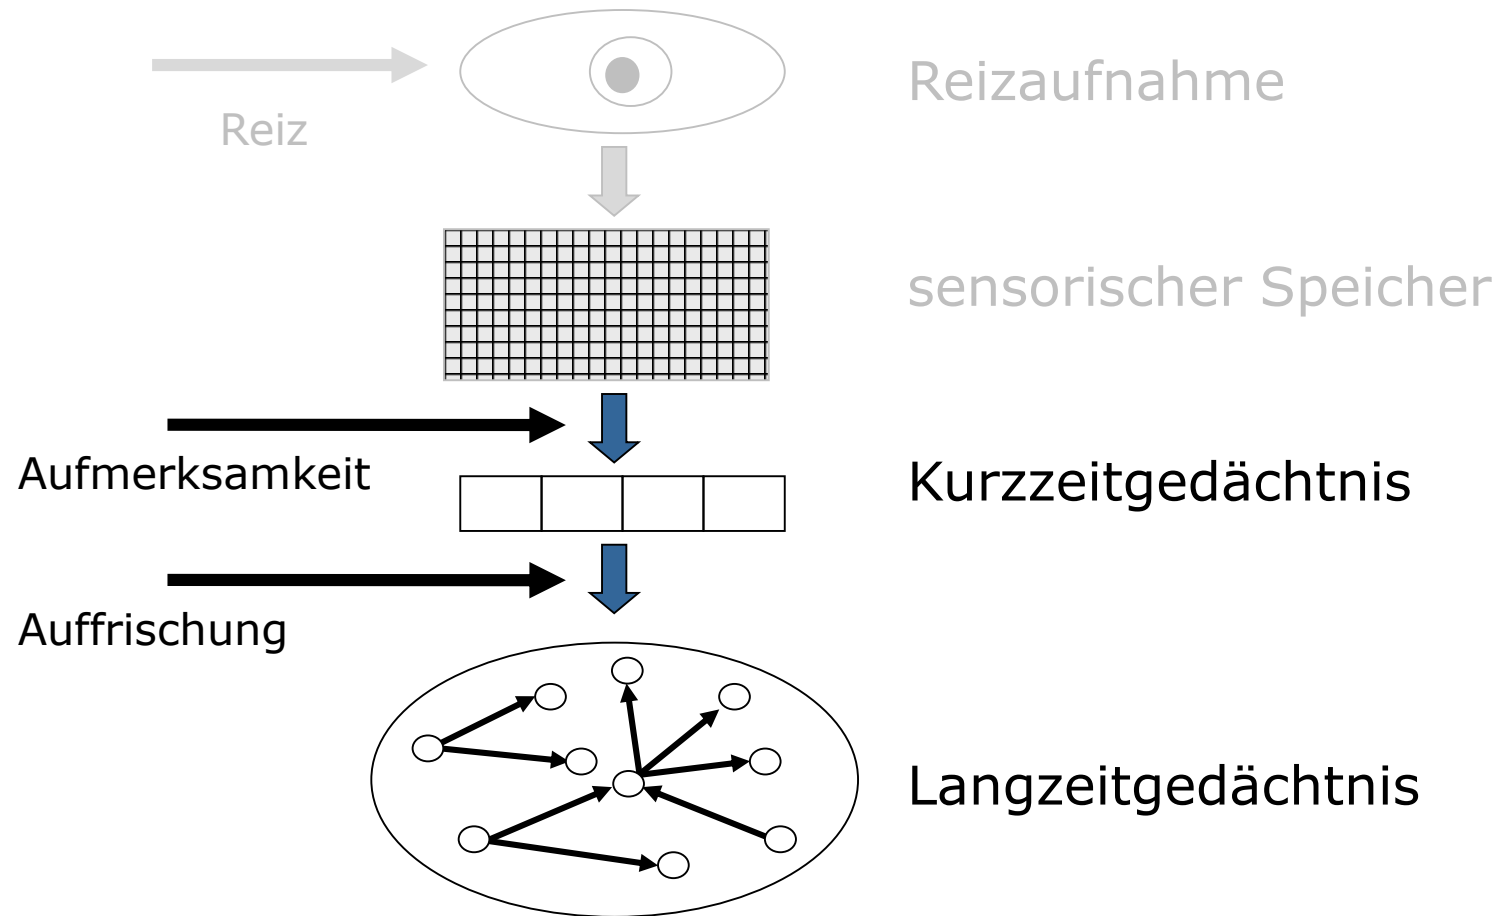 Reizaufnahme
Reiz
sensorischer Speicher
Aufmerksamkeit
Kurzzeitgedächtnis
Auffrischung
Langzeitgedächtnis